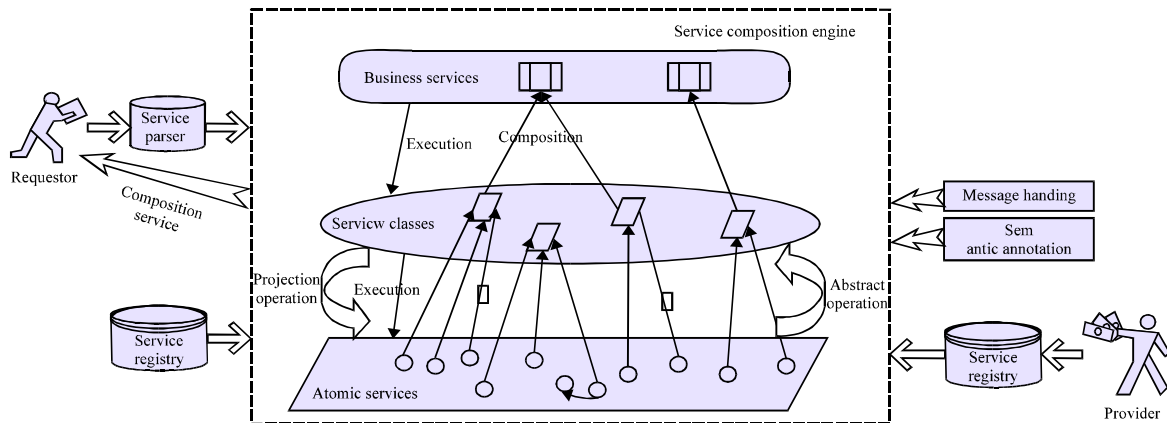 Service composition engine
Business services
Service
parser
Requestor
Execution
Composition
Composition
service
Servicw classes
Message handing
Sem
antic annotation
Projection
operation
Execution
Abstract
operation
Service
registry
Service
registry
Atomic services
Provider